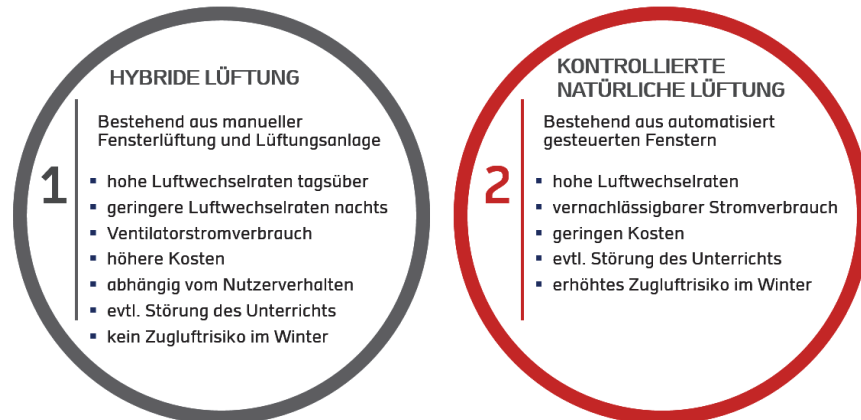 HYBRIDE LÜFTUNG
Bestehend aus manueller
Fensterlüftung und Lüftungsanlage
1
▪ hohe Luftwechselraten tagsüber
▪ geringere Luftwechselraten nachts
▪ Ventilatorstromverbrauch
▪ höhere Kosten
▪ abhängig vom Nutzerverhalten
▪ evtl. Störung des Unterrichts
▪ kein Zugluftrisiko im Winter
KONTROLLIERTE
NATÜRLICHE LÜFTUNG
Bestehend aus automatisiert
gesteuerten Fenstern
2
▪ hohe Luftwechselraten
▪ vernachlässigbarer Stromverbrauch
▪ geringen Kosten
▪ evtl. Störung des Unterrichts
▪ erhöhtes Zugluftrisiko im Winter